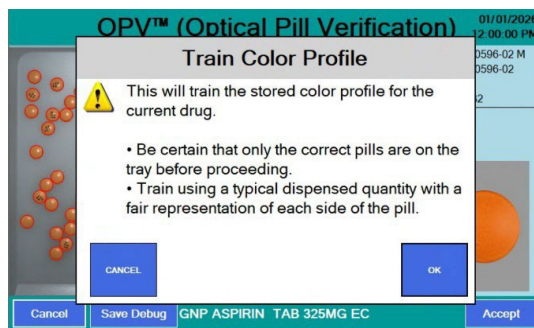 OPV™ (Optical Pill Verification)
01/01/2026
12:00:00 PM
Train Color Profile
0596-02 M
0596-02
This will train the stored color profile for the
current drug.
• Be certain that only the correct pills are on the
tray before proceeding.
• Train using a typical dispensed quantity with a
fair representation of each side of the pill.
CANCEL
OK
Cancel
Save Debug
GNP ASPIRIN TAB 325MG EC
Accept